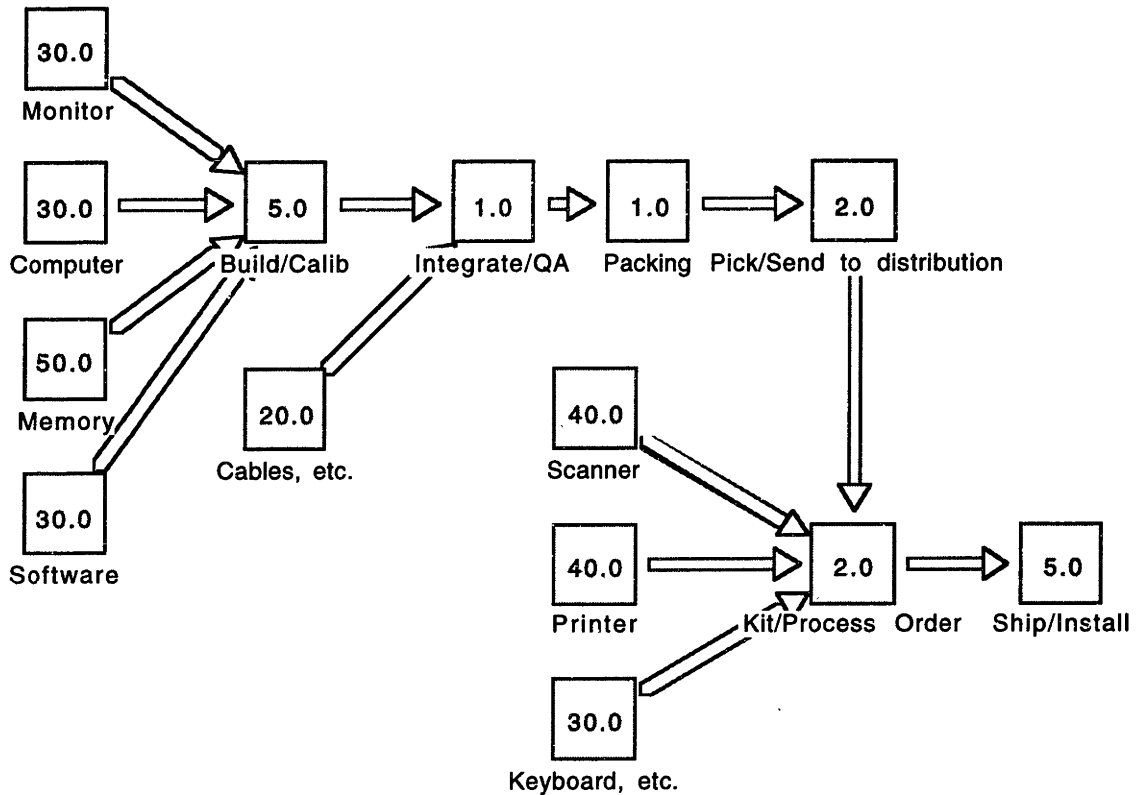 30.0
Monitor
30.0
5.0
1.0
1.0
2.0
Computer
Build/Calib
Integrate/QA
Packing
Pick/Send to distribution
50.0
Memory
20.0
Cables, etc.
40.0
Scanner
30.0
Software
40.0
Printer
2.0
Kit/Process Order
5.0
Ship/Install
30.0
Keyboard, etc.